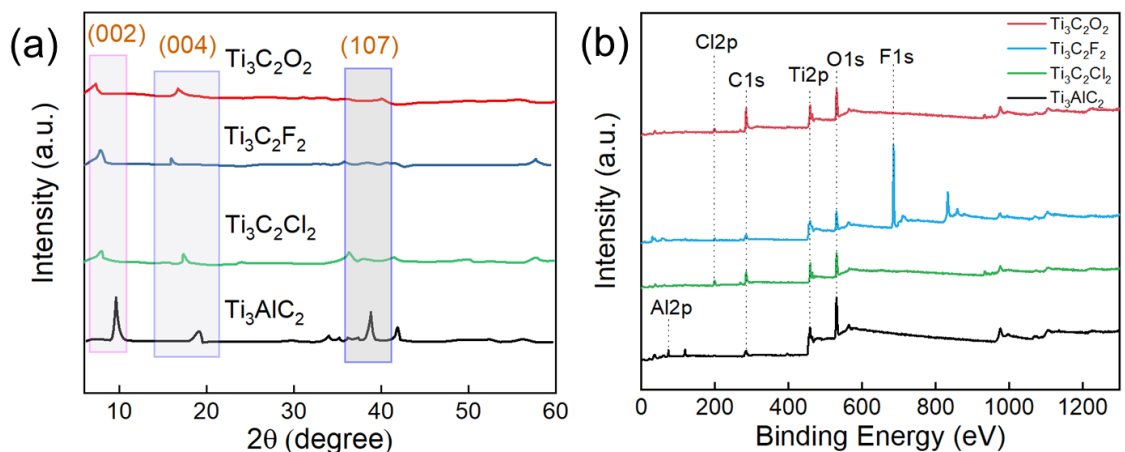 (a)
(002)
(004)
(107)
Ti₃C₂O₂
Ti₃C₂F₂
Ti₃C₂Cl₂
Ti₃AlC₂
Intensity (a.u.)
10
20
30
40
50
60
2θ (degree)
(b)
Ti₃C₂O₂
Ti₃C₂F₂
Ti₃C₂Cl₂
Ti₃AlC₂
Cl2p
C1s
Ti2p
O1s
F1s
Al2p
Intensity (a.u.)
0
200
400
600
800
1000
1200
Binding Energy (eV)